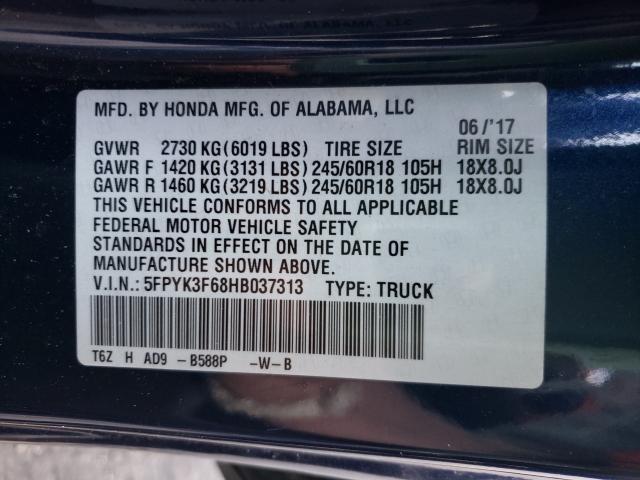 MFD. BY HONDA MFG. OF ALABAMA, LLC
06/'17
GVWR 2730 KG(6019 LBS) TIRE SIZE RIM SIZE
GAWR F 1420 KG(3131 LBS) 245/60R18 105H 18X8.0J
GAWR R 1460 KG(3219 LBS) 245/60R18 105H 18X8.0J
THIS VEHICLE CONFORMS TO ALL APPLICABLE
FEDERAL MOTOR VEHICLE SAFETY
STANDARDS IN EFFECT ON THE DATE OF
MANUFACTURE SHOWN ABOVE.
V.I.N.: 5FPYK3F68HB037313 TYPE: TRUCK
T6Z H AD9 -B588P -W-B